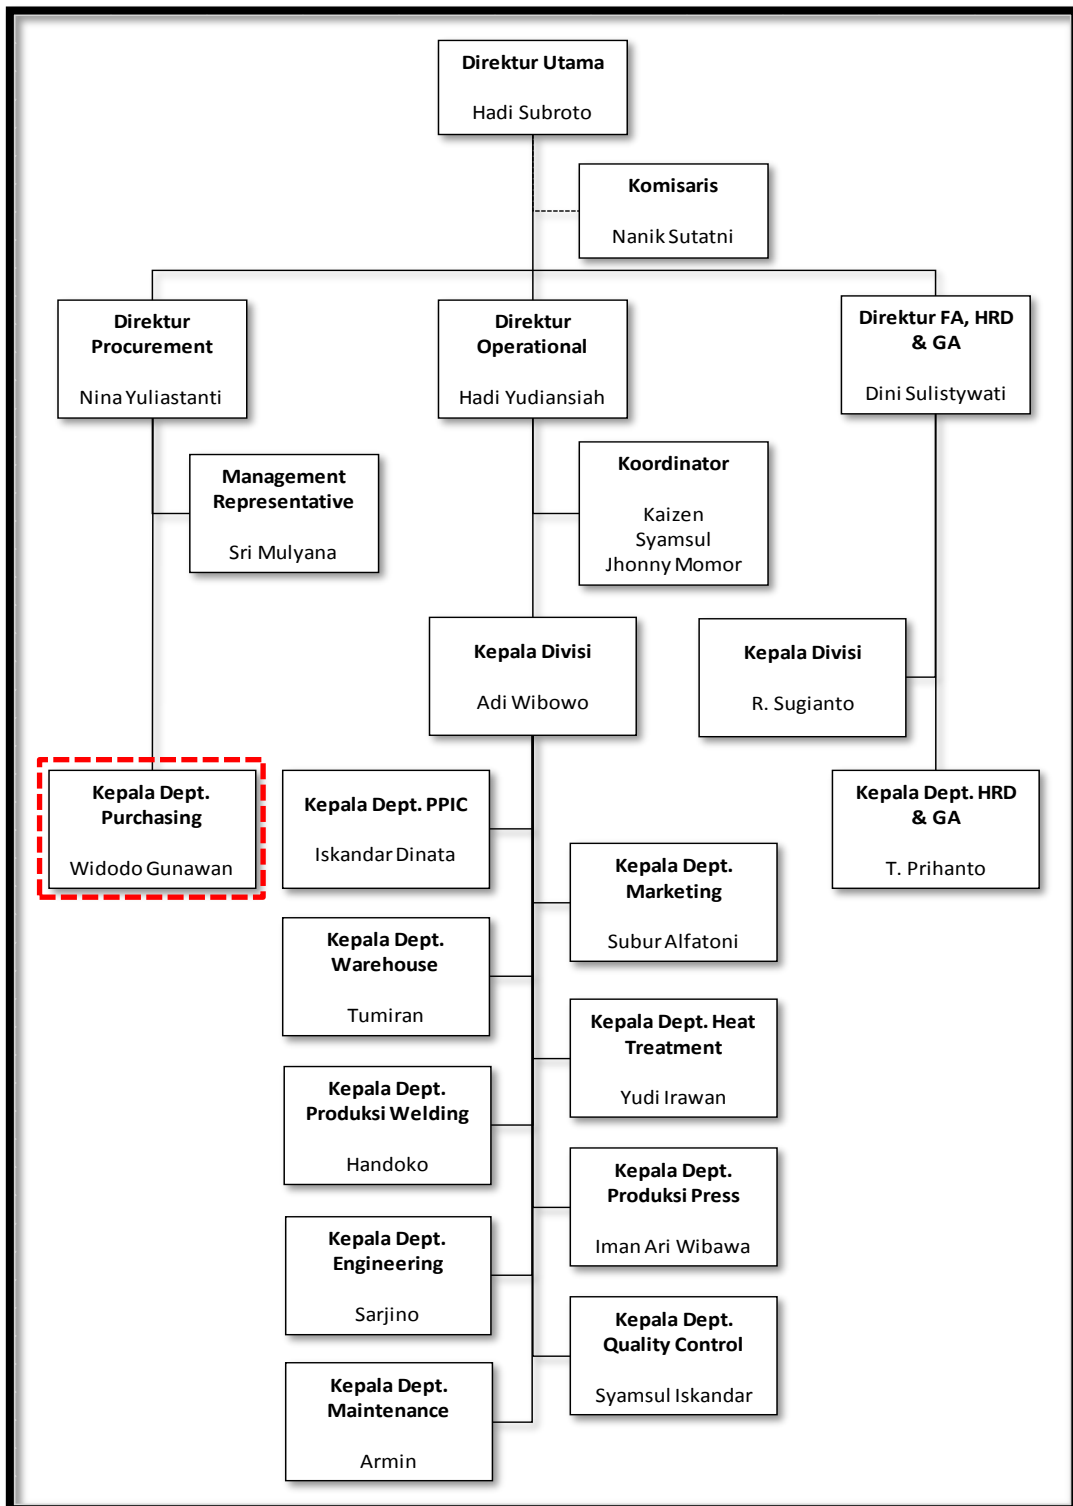 Direktur Utama
Hadi Subroto
Komisaris
Nanik Sutatni
Direktur
Procurement
Nina Yuliastanti
Direktur
Operational
Hadi Yudiansiah
Direktur FA, HRD
& GA
Dini Sulistywati
Management
Representative
Sri Mulyana
Koordinator
Kaizen
Syamsul
Jhonny Momor
Kepala Divisi
Adi Wibowo
Kepala Divisi
R. Sugianto
Kepala Dept.
Purchasing
Widodo Gunawan
Kepala Dept. PPIC
Iskandar Dinata
Kepala Dept. HRD
& GA
T. Prihanto
Kepala Dept.
Marketing
Subur Alfatoni
Kepala Dept.
Warehouse
Tumiran
Kepala Dept. Heat
Treatment
Yudi Irawan
Kepala Dept.
Produksi Welding
Handoko
Kepala Dept.
Produksi Press
Iman Ari Wibawa
Kepala Dept.
Engineering
Sarjino
Kepala Dept.
Quality Control
Syamsul Iskandar
Kepala Dept.
Maintenance
Armin